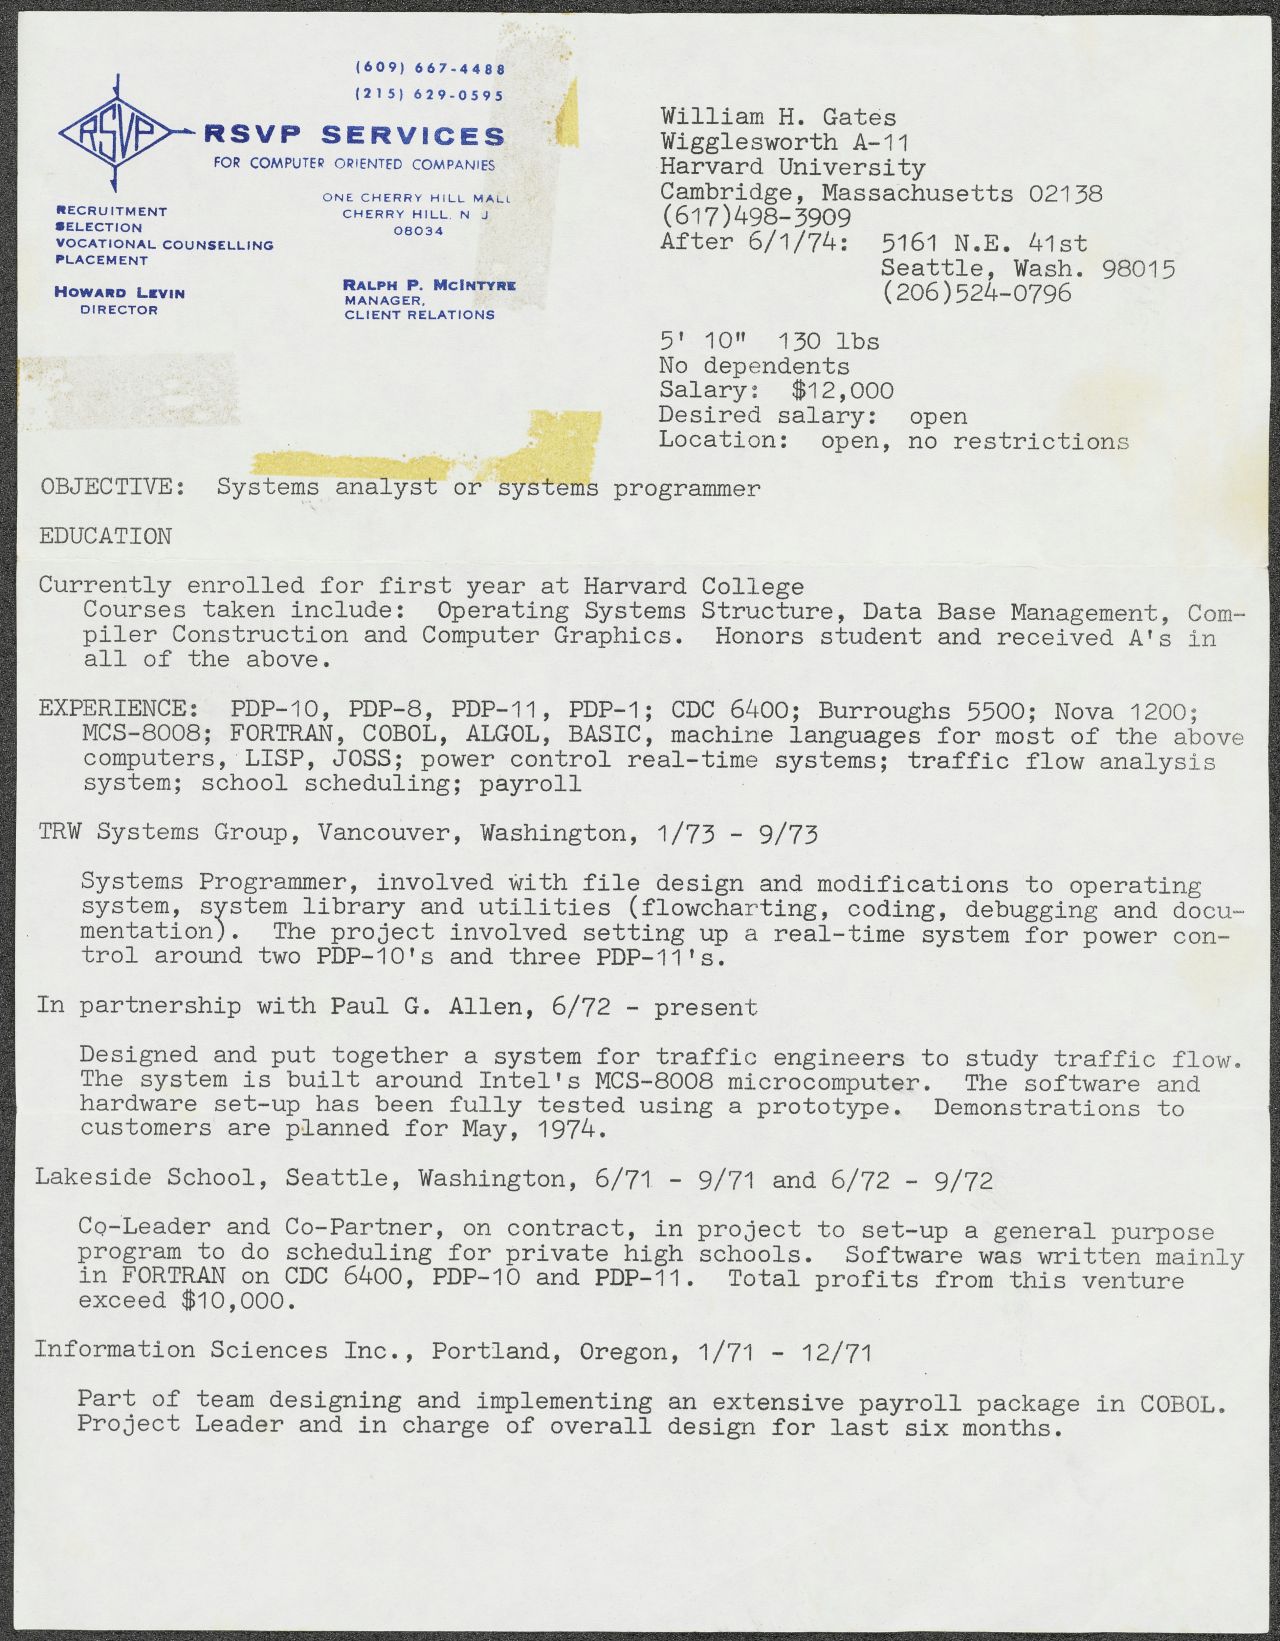 (609) 667-4488
(215) 629-0595
RSVP
RSVP SERVICES
FOR COMPUTER ORIENTED COMPANIES
ONE CHERRY HILL MALL
CHERRY HILL, N J
08034
RECRUITMENT
SELECTION
VOCATIONAL COUNSELLING
PLACEMENT
HOWARD LEVIN
DIRECTOR
RALPH P. MCINTYRE
MANAGER,
CLIENT RELATIONS
William H. Gates
Wigglesworth A-11
Harvard University
Cambridge, Massachusetts 02138
(617)498-3909
After 6/1/74: 5161 N.E. 41st
Seattle, Wash. 98015
(206)524-0796
5' 10" 130 lbs
No dependents
Salary: $12,000
Desired salary: open
Location: open, no restrictions
OBJECTIVE: Systems analyst or systems programmer
EDUCATION
Currently enrolled for first year at Harvard College
Courses taken include: Operating Systems Structure, Data Base Management, Com-
piler Construction and Computer Graphics. Honors student and received A's in
all of the above.
EXPERIENCE: PDP-10, PDP-8, PDP-11, PDP-1; CDC 6400; Burroughs 5500; Nova 1200;
MCS-8008; FORTRAN, COBOL, ALGOL, BASIC, machine languages for most of the above
computers, LISP, JOSS; power control real-time systems; traffic flow analysis
system; school scheduling; payroll
TRW Systems Group, Vancouver, Washington, 1/73 - 9/73
Systems Programmer, involved with file design and modifications to operating
system, system library and utilities (flowcharting, coding, debugging and docu-
mentation). The project involved setting up a real-time system for power con-
trol around two PDP-10's and three PDP-11's.
In partnership with Paul G. Allen, 6/72 - present
Designed and put together a system for traffic engineers to study traffic flow.
The system is built around Intel's MCS-8008 microcomputer. The software and
hardware set-up has been fully tested using a prototype. Demonstrations to
customers are planned for May, 1974.
Lakeside School, Seattle, Washington, 6/71 - 9/71 and 6/72 - 9/72
Co-Leader and Co-Partner, on contract, in project to set-up a general purpose
program to do scheduling for private high schools. Software was written mainly
in FORTRAN on CDC 6400, PDP-10 and PDP-11. Total profits from this venture
exceed $10,000.
Information Sciences Inc., Portland, Oregon, 1/71 - 12/71
Part of team designing and implementing an extensive payroll package in COBOL.
Project Leader and in charge of overall design for last six months.